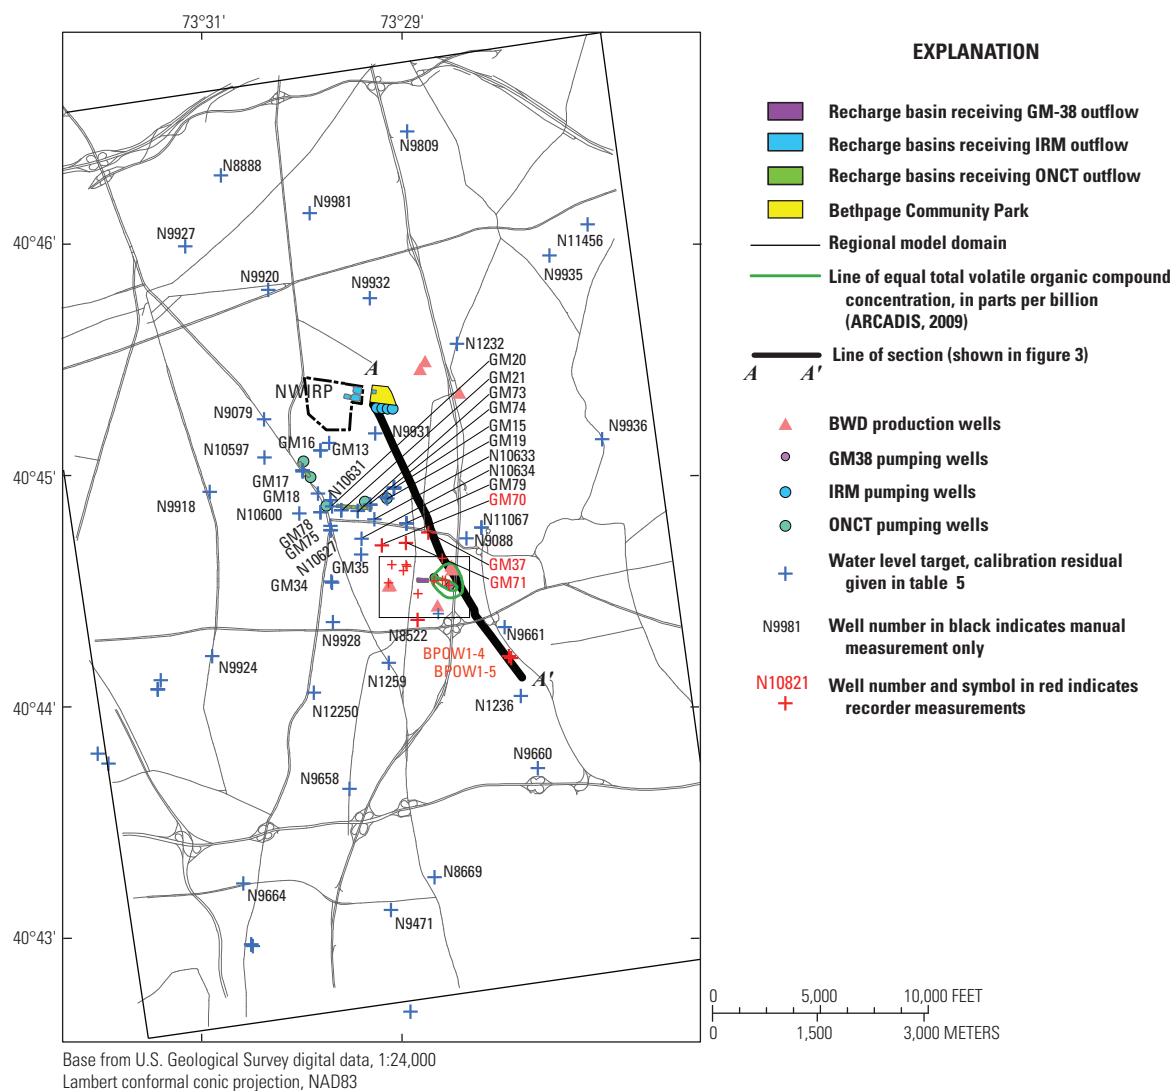 73°31'
73°29'
40°46'
40°45'
40°44'
40°43'
N9809
N8888
N9981
N9927
N11456
N9935
N9920
N9932
N1232
GM20
GM21
GM73
GM74
GM15
GM19
N10633
N10634
GM79
GM70
A
NWIRP
N9079
N9931
N9936
GM16
GM13
N10597
N10631
GM17
GM18
N9918
N10600
N11067
GM78
GM75
N10627
N9088
GM35
GM37
GM71
GM34
N9928
N8522
N9661
BPOW1-4
BPOW1-5
N9924
N1259
A'
N1236
N12250
N9660
N9658
N8669
N9664
N9471
EXPLANATION
Recharge basin receiving GM-38 outflow
Recharge basins receiving IRM outflow
Recharge basins receiving ONCT outflow
Bethpage Community Park
Regional model domain
Line of equal total volatile organic compound
concentration, in parts per billion
(ARCADIS, 2009)
Line of section (shown in figure 3)
A A'
BWD production wells
GM38 pumping wells
IRM pumping wells
ONCT pumping wells
Water level target, calibration residual
given in table 5
N9981 Well number in black indicates manual
measurement only
N10821 Well number and symbol in red indicates
recorder measurements
0 5,000 10,000 FEET
0 1,500 3,000 METERS
Base from U.S. Geological Survey digital data, 1:24,000
Lambert conformal conic projection, NAD83